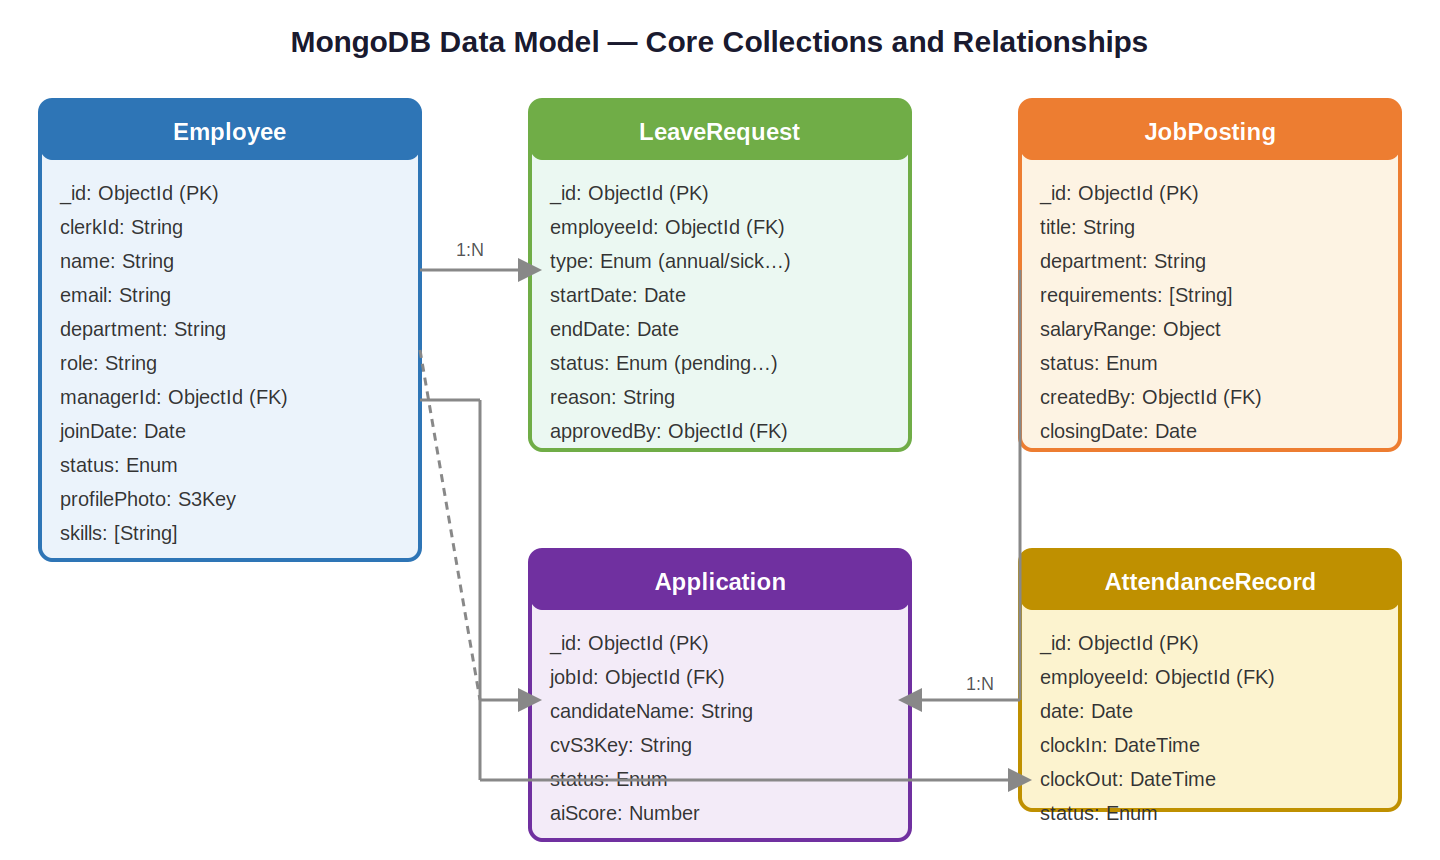 MongoDB Data Model — Core Collections and Relationships
Employee
_id: ObjectId (PK)
clerkId: String
name: String
email: String
department: String
role: String
managerId: ObjectId (FK)
joinDate: Date
status: Enum
profilePhoto: S3Key
skills: [String]
1:N
LeaveRequest
_id: ObjectId (PK)
employeeId: ObjectId (FK)
type: Enum (annual/sick…)
startDate: Date
endDate: Date
status: Enum (pending…)
reason: String
approvedBy: ObjectId (FK)
JobPosting
_id: ObjectId (PK)
title: String
department: String
requirements: [String]
salaryRange: Object
status: Enum
createdBy: ObjectId (FK)
closingDate: Date
Application
_id: ObjectId (PK)
jobId: ObjectId (FK)
candidateName: String
cvS3Key: String
status: Enum
aiScore: Number
1:N
AttendanceRecord
_id: ObjectId (PK)
employeeId: ObjectId (FK)
date: Date
clockIn: DateTime
clockOut: DateTime
status: Enum